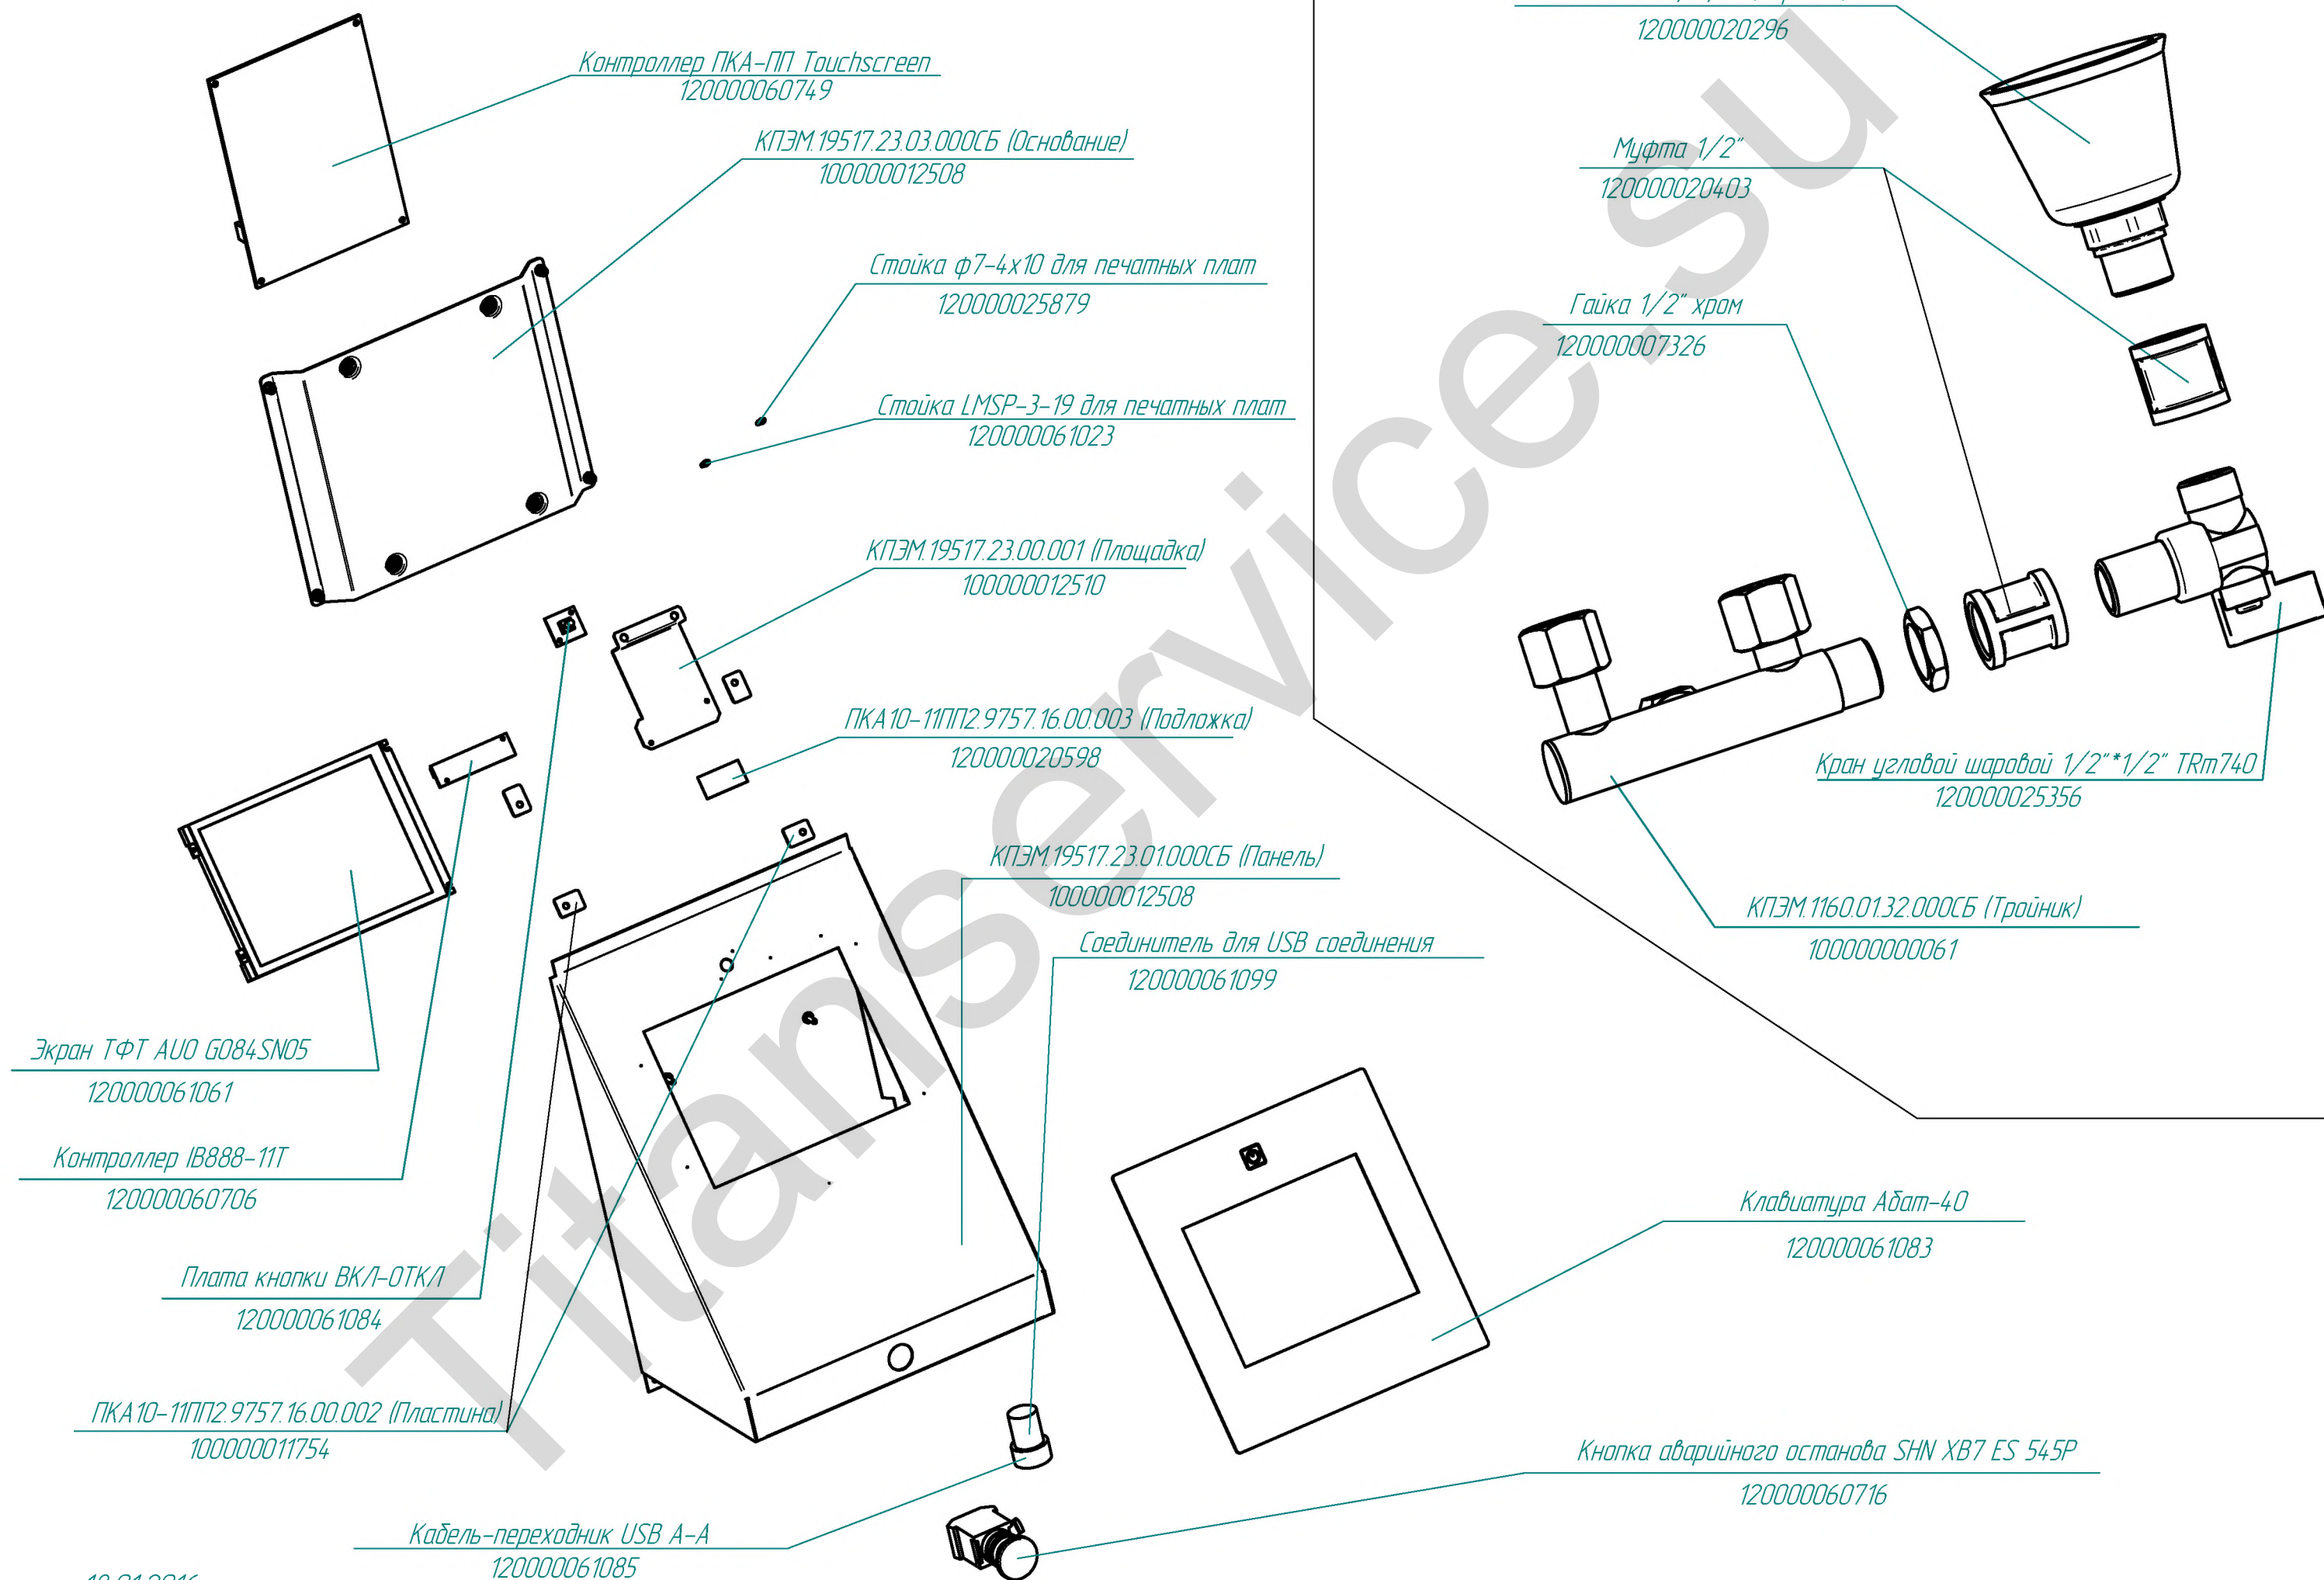 120000020296
Контроллер ПКА-ПП Touchscreen
120000060749
КПЭМ.19517.23.03.000СБ (Основание)
100000012508
Муфта 1/2"
120000020403
Стойка ф7-4х10 для печатных плат
120000025879
Гайка 1/2" хром
120000007326
Стойка LMSP-3-19 для печатных плат
120000061023
КПЭМ.19517.23.00.001 (Площадка)
100000012510
ПКА10-11ПП2.9757.16.00.003 (Подложка)
120000020598
Кран угловой шаровой 1/2"*1/2" TRm740
120000025356
КПЭМ.19517.23.01.000СБ (Панель)
100000012508
КПЭМ.1160.01.32.000СБ (Тройник)
100000000061
Соединитель для USB соединения
120000061099
Экран ТФТ AUO G084SN05
120000061061
Контроллер IB888-11T
120000060706
Клавиатура Абат-40
120000061083
Плата кнопки ВКЛ-ОТКЛ
120000061084
ПКА10-11ПП2.9757.16.00.002 (Пластина)
100000011754
Кнопка аварийного останова SHN XB7 ES 545P
120000060716
Кабель-переходник USB A-A
120000061085
Titanservice.su